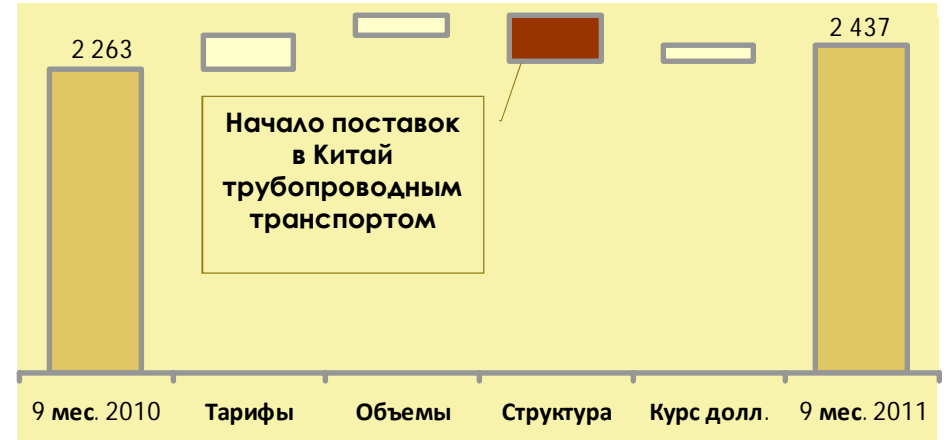 2 263
2 437
Начало поставок
в Китай
трубопроводным
транспортом
9 мес. 2010 Тарифы Объемы Структура Курс долл. 9 мес. 2011